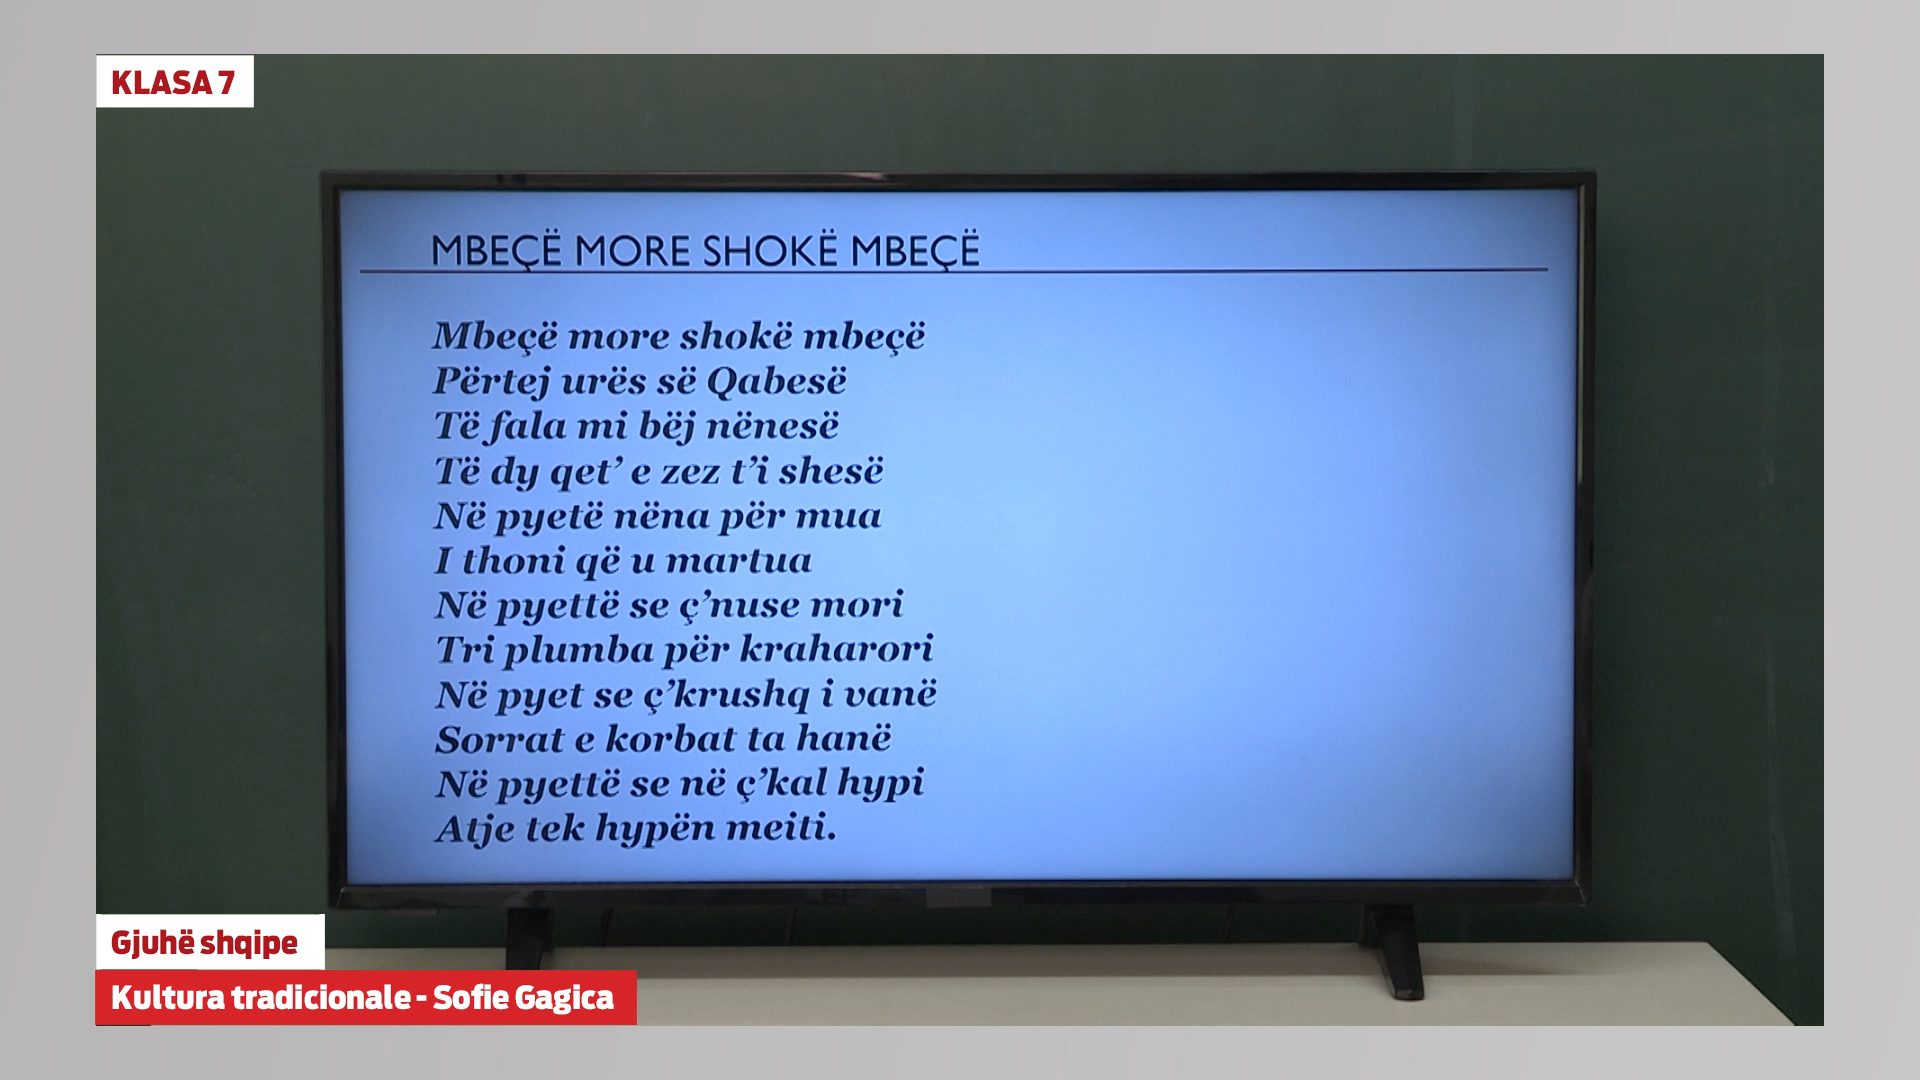 KLASA 7
MBEÇË MORE SHOKË MBEÇË
Mbeçë more shokë mbeçë
Përtej urës së Qabesë
Të fala mi bëj nënesë
Të dy qet’ e zez t’i shesë
Në pyetë nëna për mua
I thoni që u martua
Në pyettë se ç’nuse mori
Tri plumba për kraharori
Në pyet se ç’krushq i vanë
Sorrat e korbat ta hanë
Në pyettë se në ç’kal hypi
Atje tek hypën meiti.
Gjuhë shqipe
Kultura tradicionale - Sofie Gagica